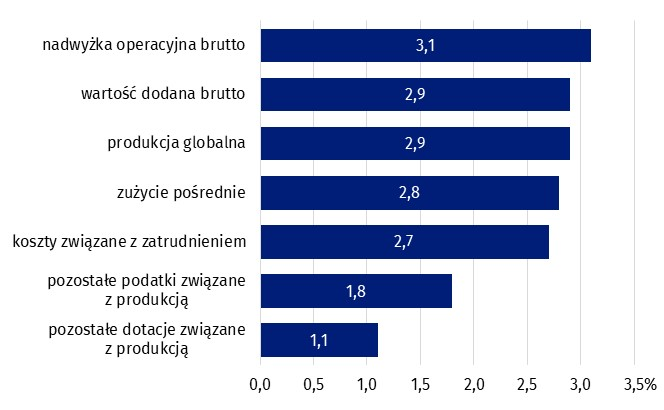 nadwyżka operacyjna brutto 3,1
wartość dodana brutto 2,9
produkcja globalna 2,9
zużycie pośrednie 2,8
koszty związane z zatrudnieniem 2,7
pozostałe podatki związane
z produkcją 1,8
pozostałe dotacje związane
z produkcją 1,1
0,0 0,5 1,0 1,5 2,0 2,5 3,0 3,5%